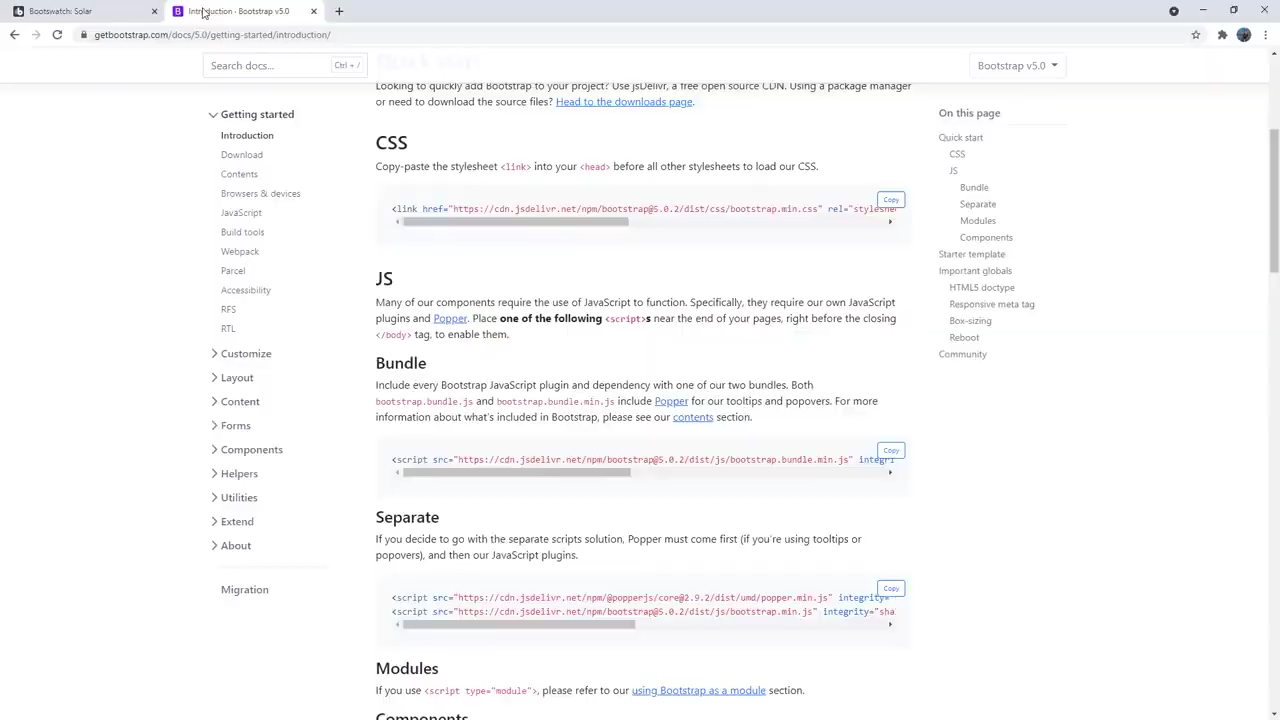 Bootswatch: Solar
Introduction · Bootstrap v5.0
getbootstrap.com/docs/5.0/getting-started/introduction/
Search docs...
Ctrl + /
Bootstrap v5.0
Getting started
Introduction
Download
Contents
Browsers & devices
JavaScript
Build tools
Webpack
Parcel
Accessibility
RFS
RTL
Customize
Layout
Content
Forms
Components
Helpers
Utilities
Extend
About
Migration
Quick start
Looking to quickly add Bootstrap to your project? Use jsDelivr, a free open source CDN. Using a package manager
or need to download the source files? Head to the downloads page.
CSS
Copy-paste the stylesheet <link> into your <head> before all other stylesheets to load our CSS.
Copy
<link href="https://cdn.jsdelivr.net/npm/bootstrap@5.0.2/dist/css/bootstrap.min.css" rel="styleshe
JS
Many of our components require the use of JavaScript to function. Specifically, they require our own JavaScript
plugins and Popper. Place one of the following <script>s near the end of your pages, right before the closing
</body> tag, to enable them.
Bundle
Include every Bootstrap JavaScript plugin and dependency with one of our two bundles. Both
bootstrap.bundle.js and bootstrap.bundle.min.js include Popper for our tooltips and popovers. For more
information about what's included in Bootstrap, please see our contents section.
Copy
<script src="https://cdn.jsdelivr.net/npm/bootstrap@5.0.2/dist/js/bootstrap.bundle.min.js" integri
Separate
If you decide to go with the separate scripts solution, Popper must come first (if you're using tooltips or
popovers), and then our JavaScript plugins.
Copy
<script src="https://cdn.jsdelivr.net/npm/@popperjs/core@2.9.2/dist/umd/popper.min.js" integrity=
<script src="https://cdn.jsdelivr.net/npm/bootstrap@5.0.2/dist/js/bootstrap.min.js" integrity="sha
Modules
If you use <script type="module">, please refer to our using Bootstrap as a module section.
Components
On this page
Quick start
CSS
JS
Bundle
Separate
Modules
Components
Starter template
Important globals
HTML5 doctype
Responsive meta tag
Box-sizing
Reboot
Community